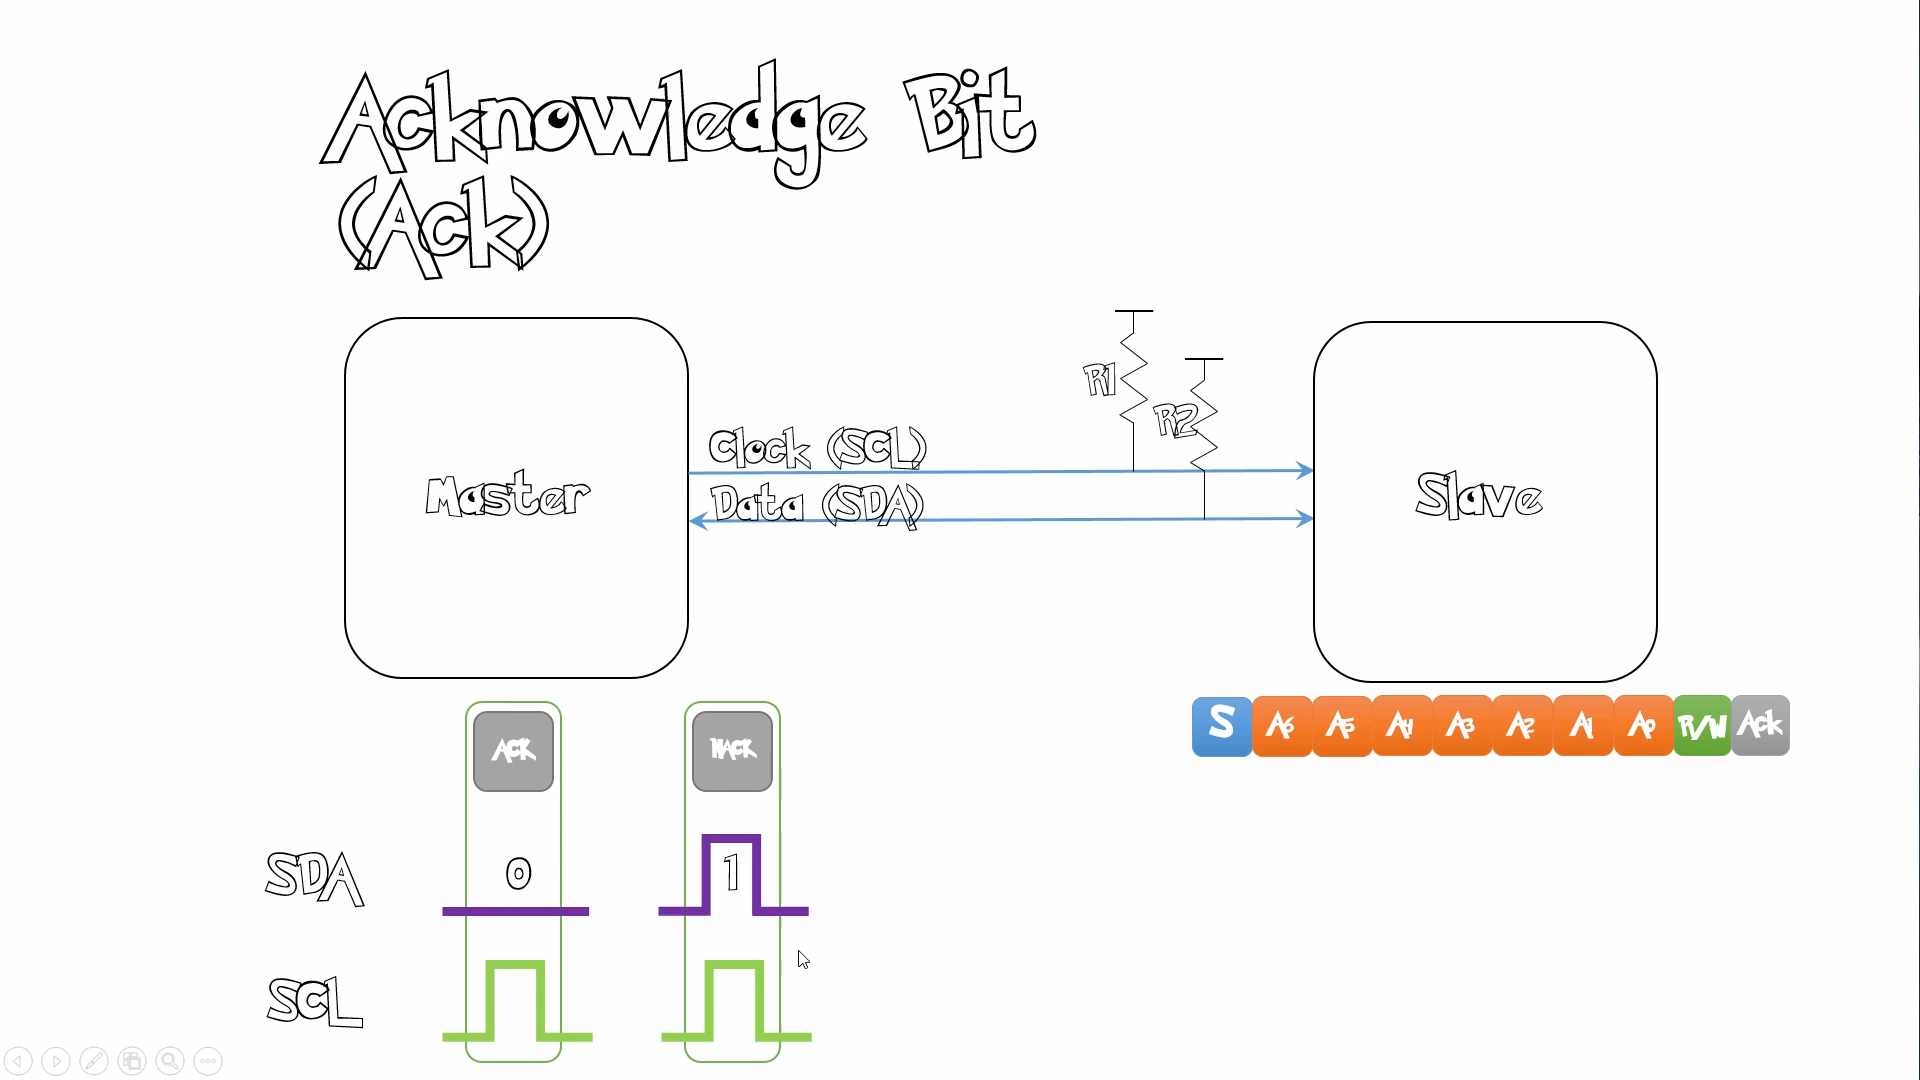 Acknowledge Bit
(Ack)
R1
R2
Clock (SCL)
Data (SDA)
Master
Slave
S A6 A5 A4 A3 A2 A1 A0 R/W Ack
ACK NACK
SDA 0 1
SCL